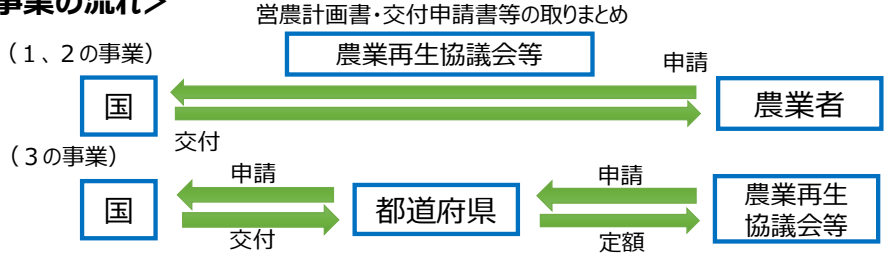 事業の流れ>
営農計画書・交付申請書等の取りまとめ
(1、2の事業)
農業再生協議会等
申請
国
農業者
交付
(3の事業)
申請
申請
国
都道府県
農業再生
協議会等
交付
定額